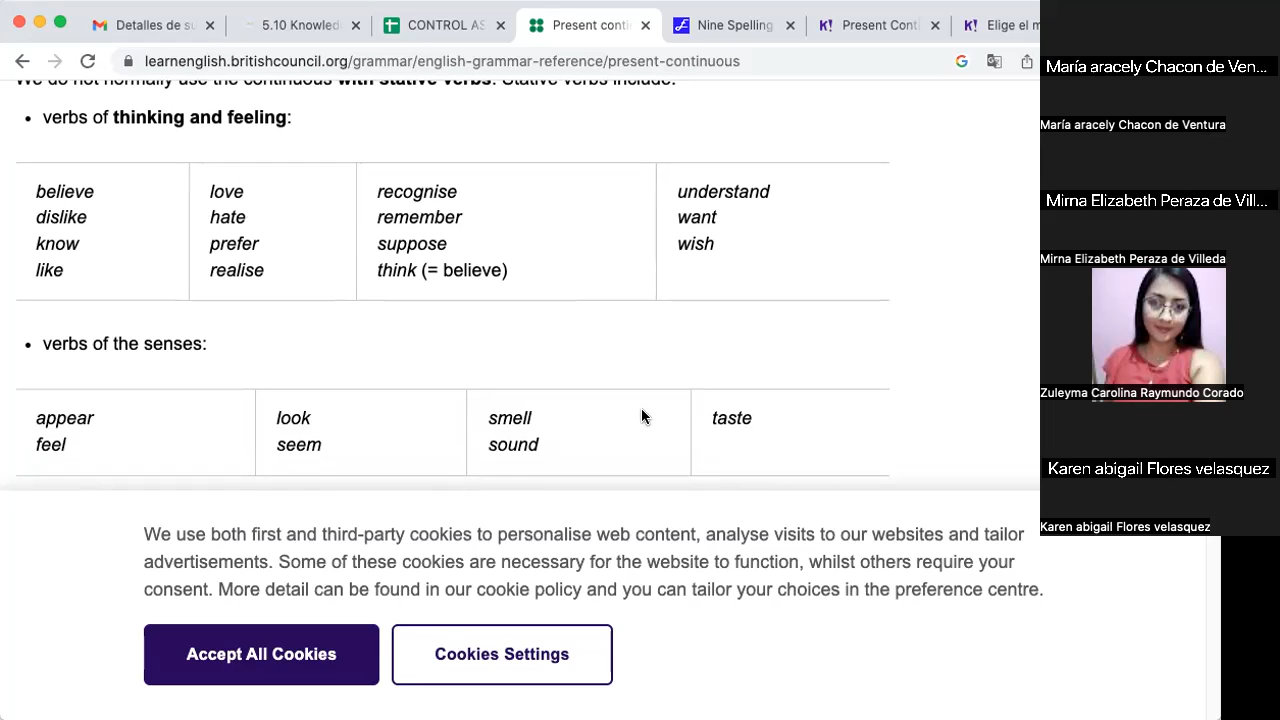 Detalles de su
5.10 Knowled
CONTROL AS
Present conti
Nine Spelling
Present Conti
Elige el m
learnenglish.britishcouncil.org/grammar/english-grammar-reference/present-continuous
We do not normally use the continuous with stative verbs. Stative verbs include:
• verbs of thinking and feeling:
believe love recognise understand
dislike hate remember want
know prefer suppose wish
like realise think (= believe)
• verbs of the senses:
appear look smell taste
feel seem sound
We use both first and third-party cookies to personalise web content, analyse visits to our websites and tailor
advertisements. Some of these cookies are necessary for the website to function, whilst others require your
consent. More detail can be found in our cookie policy and you can tailor your choices in the preference centre.
Accept All Cookies
Cookies Settings
María aracely Chacon de Ven...
María aracely Chacon de Ventura
Mirna Elizabeth Peraza de Vill...
Mirna Elizabeth Peraza de Villeda
Zuleyma Carolina Raymundo Corado
Karen abigail Flores velasquez
Karen abigail Flores velasquez